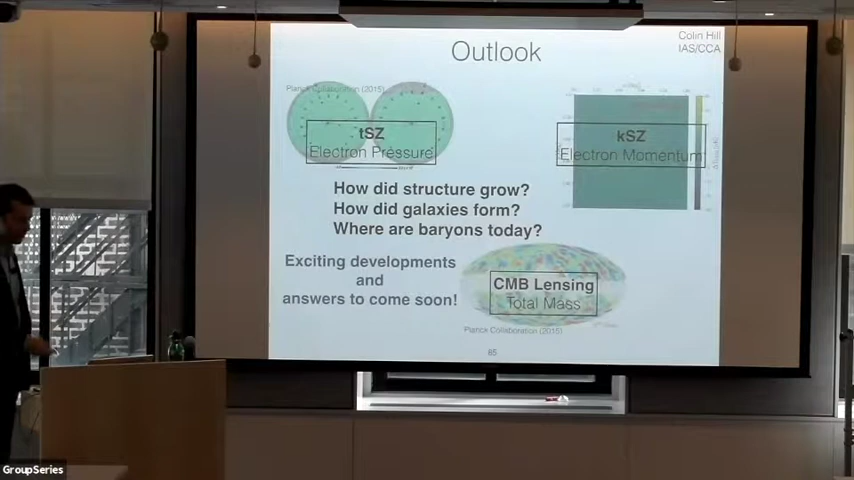 Outlook
Colin Hill
IAS/CCA
Planck Collaboration (2015)
tSZ
Electron Pressure
kSZ
Electron Momentum
How did structure grow?
How did galaxies form?
Where are baryons today?
Exciting developments
and
answers to come soon!
CMB Lensing
Total Mass
Planck Collaboration (2015)
65
GroupSeries